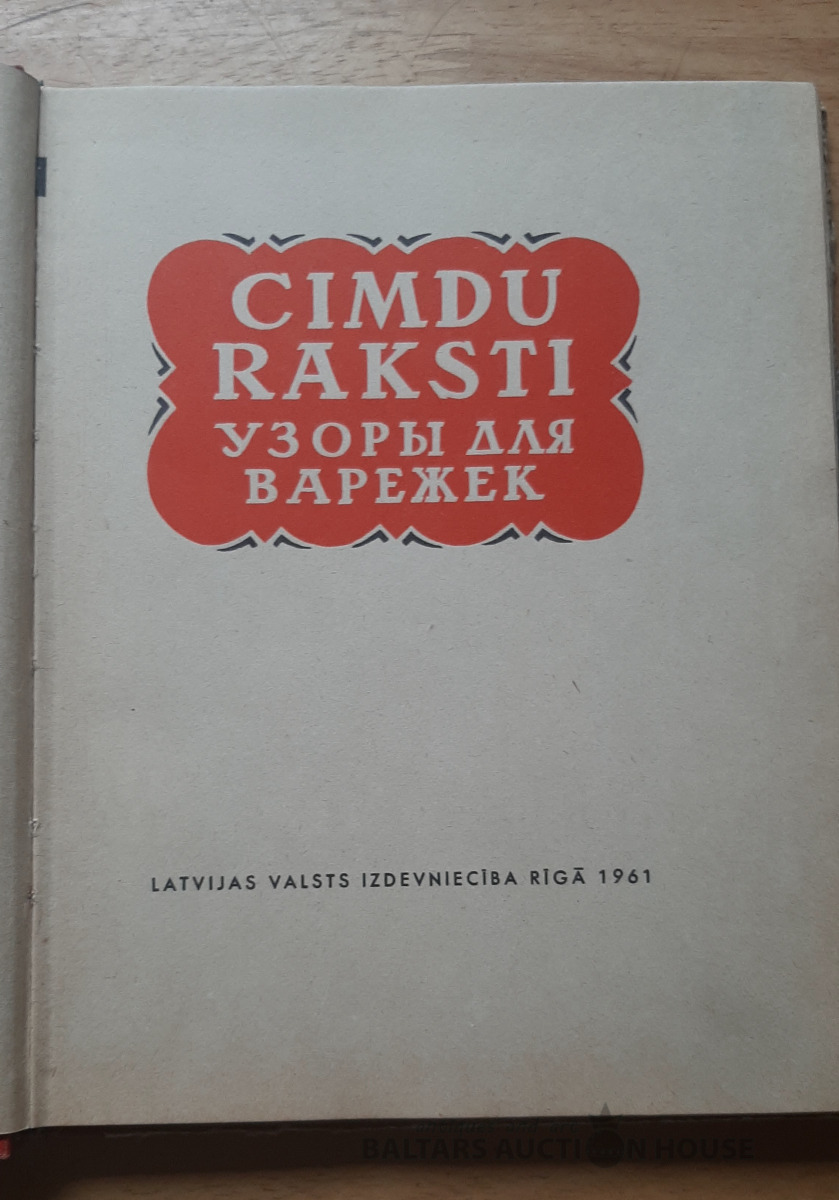 CIMDU
RAKSTI
УЗОРЫ ДЛЯ
ВАРЕЖЕК
LATVIJAS VALSTS IZDEVNIECĪBA RĪGĀ 1961
BALTARS AUCTION HOUSE